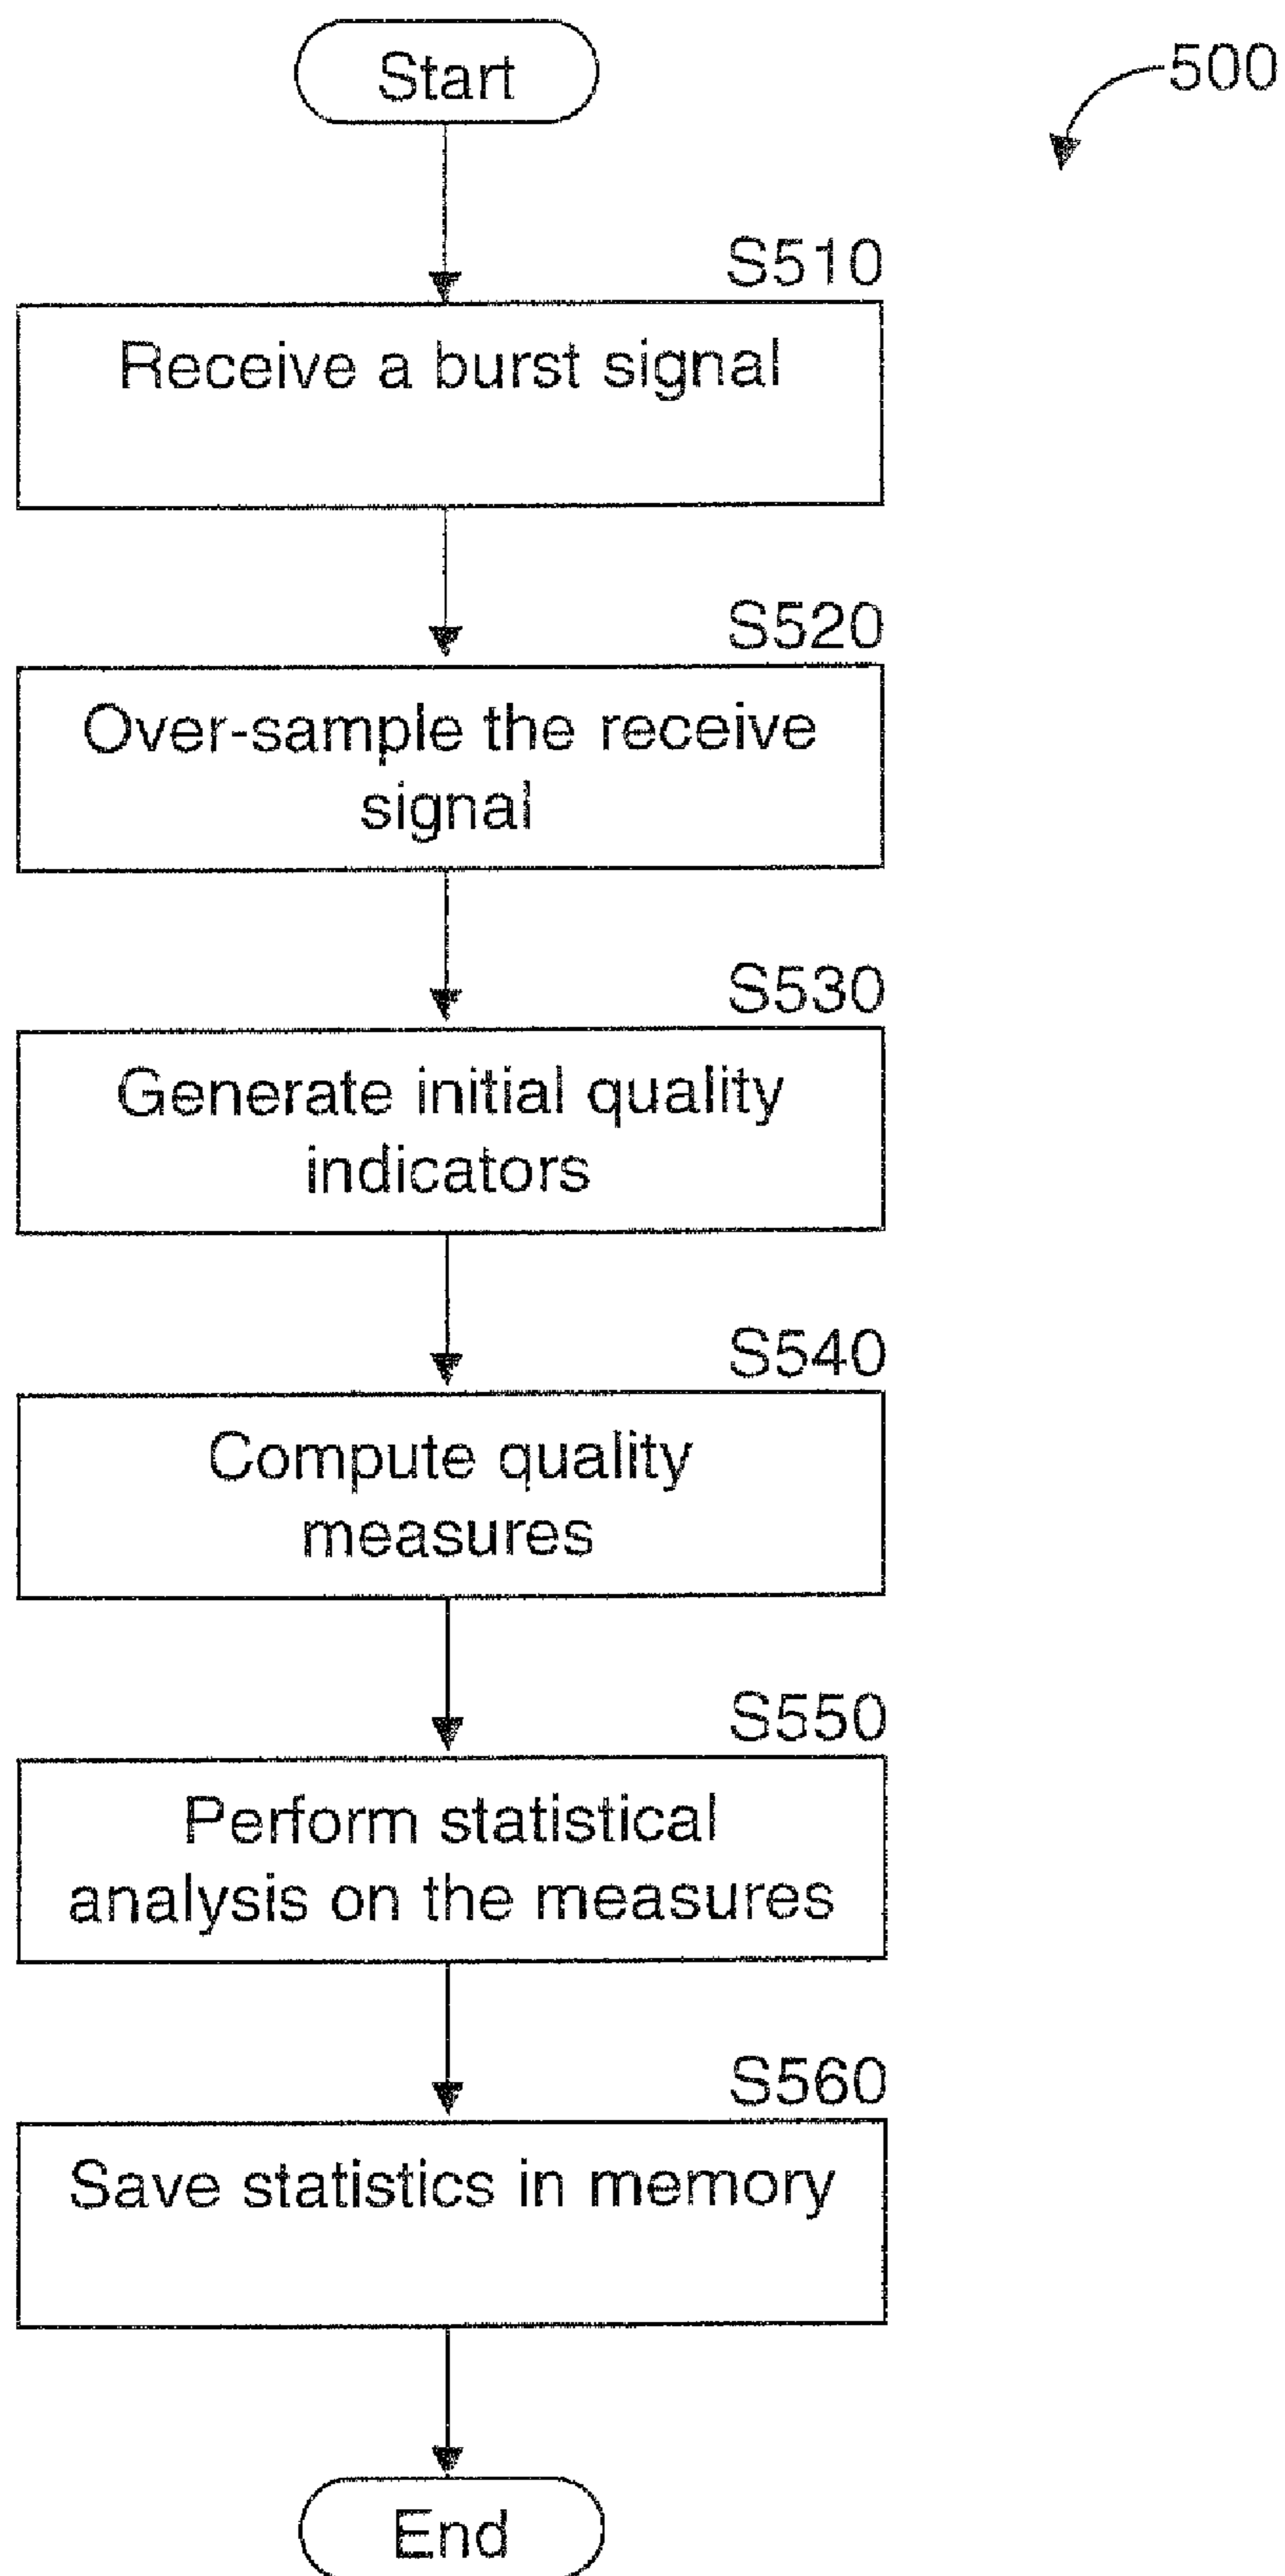 Start
500
S510
Receive a burst signal
S520
Over-sample the receive
signal
S530
Generate initial quality
indicators
S540
Compute quality
measures
S550
Perform statistical
analysis on the measures
S560
Save statistics in memory
End